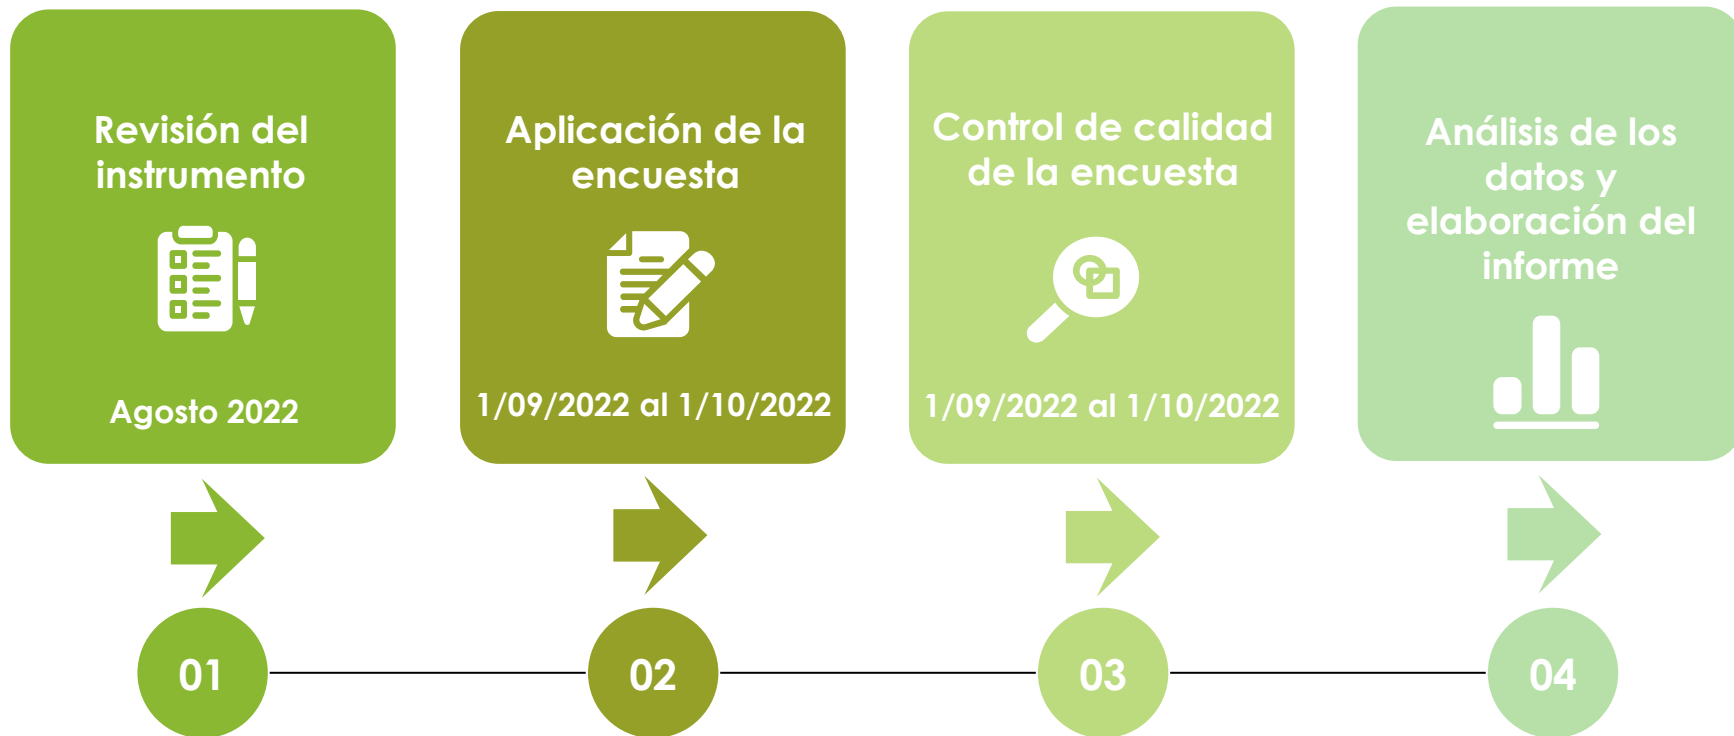 Revisión del
instrumento
Agosto 2022
Aplicación de la
encuesta
1/09/2022 al 1/10/2022
Control de calidad
de la encuesta
1/09/2022 al 1/10/2022
Análisis de los
datos y
elaboración del
informe
01
02
03
04